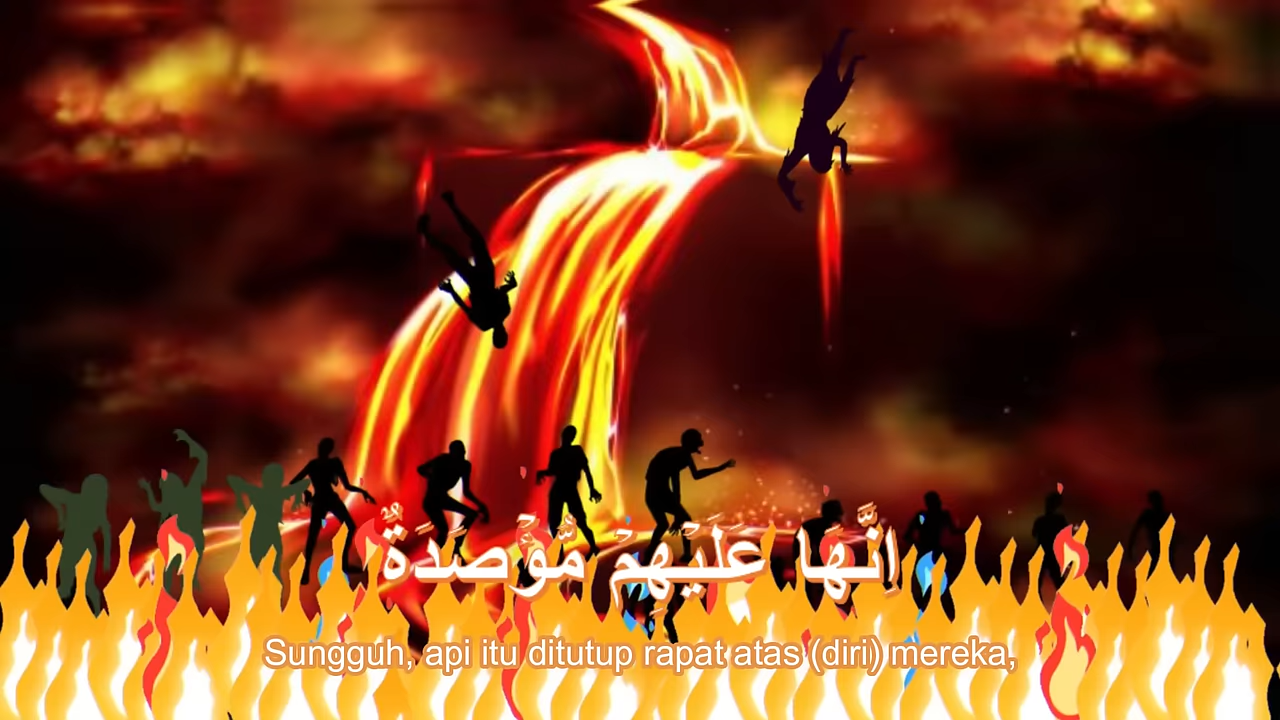 اِنَّهَا عَلَيْهِمْ مُّؤْصَدَةٌ
Sungguh, api itu ditutup rapat atas (diri) mereka,